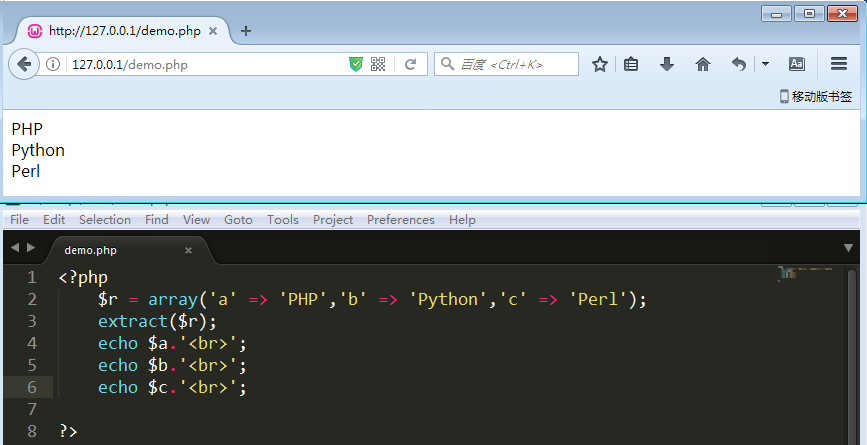 http://127.0.0.1/demo.php
127.0.0.1/demo.php
百度 <Ctrl+K>
Aa
移动版书签
PHP
Python
Perl
File Edit Selection Find View Goto Tools Project Preferences Help
demo.php
1 <?php
2 $r = array('a' => 'PHP','b' => 'Python','c' => 'Perl');
3 extract($r);
4 echo $a.'<br>';
5 echo $b.'<br>';
6 echo $c.'<br>';
7
8 ?>